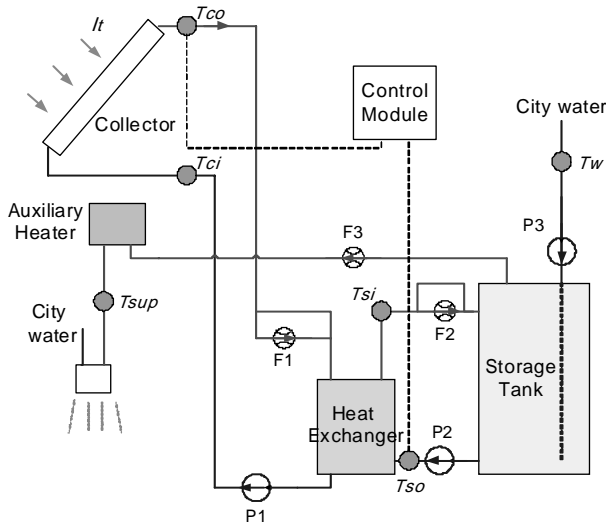 It
Tco
Collector
Control
Module
City water
Tci
Tw
Auxiliary
Heater
P3
F3
Tsup
Tsi
City
water
F1
F2
Storage
Tank
Heat
Exchanger
P2
Tso
P1